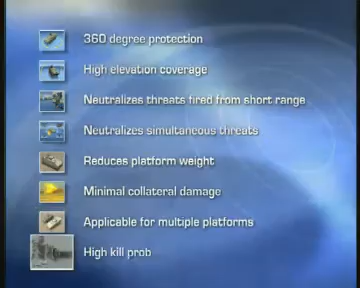 360 degree protection
High elevation coverage
Neutralizes threats fired from short range
Neutralizes simultaneous threats
Reduces platform weight
Minimal collateral damage
Applicable for multiple platforms
High kill prob